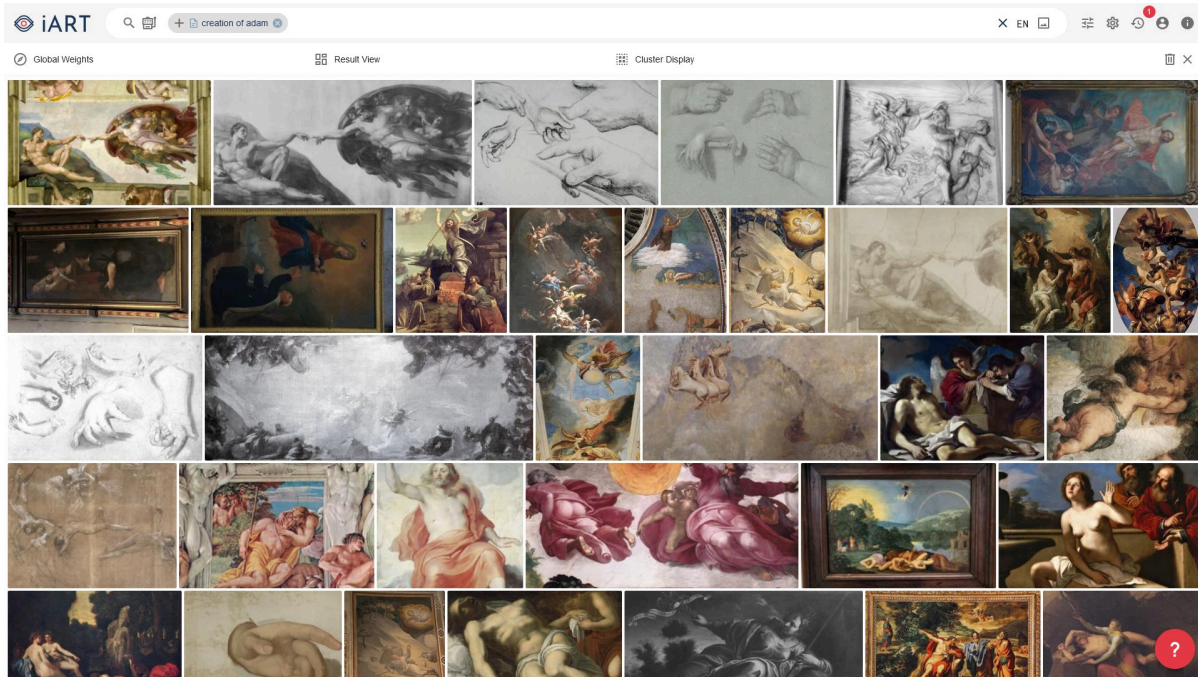 iART
creation of adam
EN
1
Global Weights
Result View
Cluster Display
?